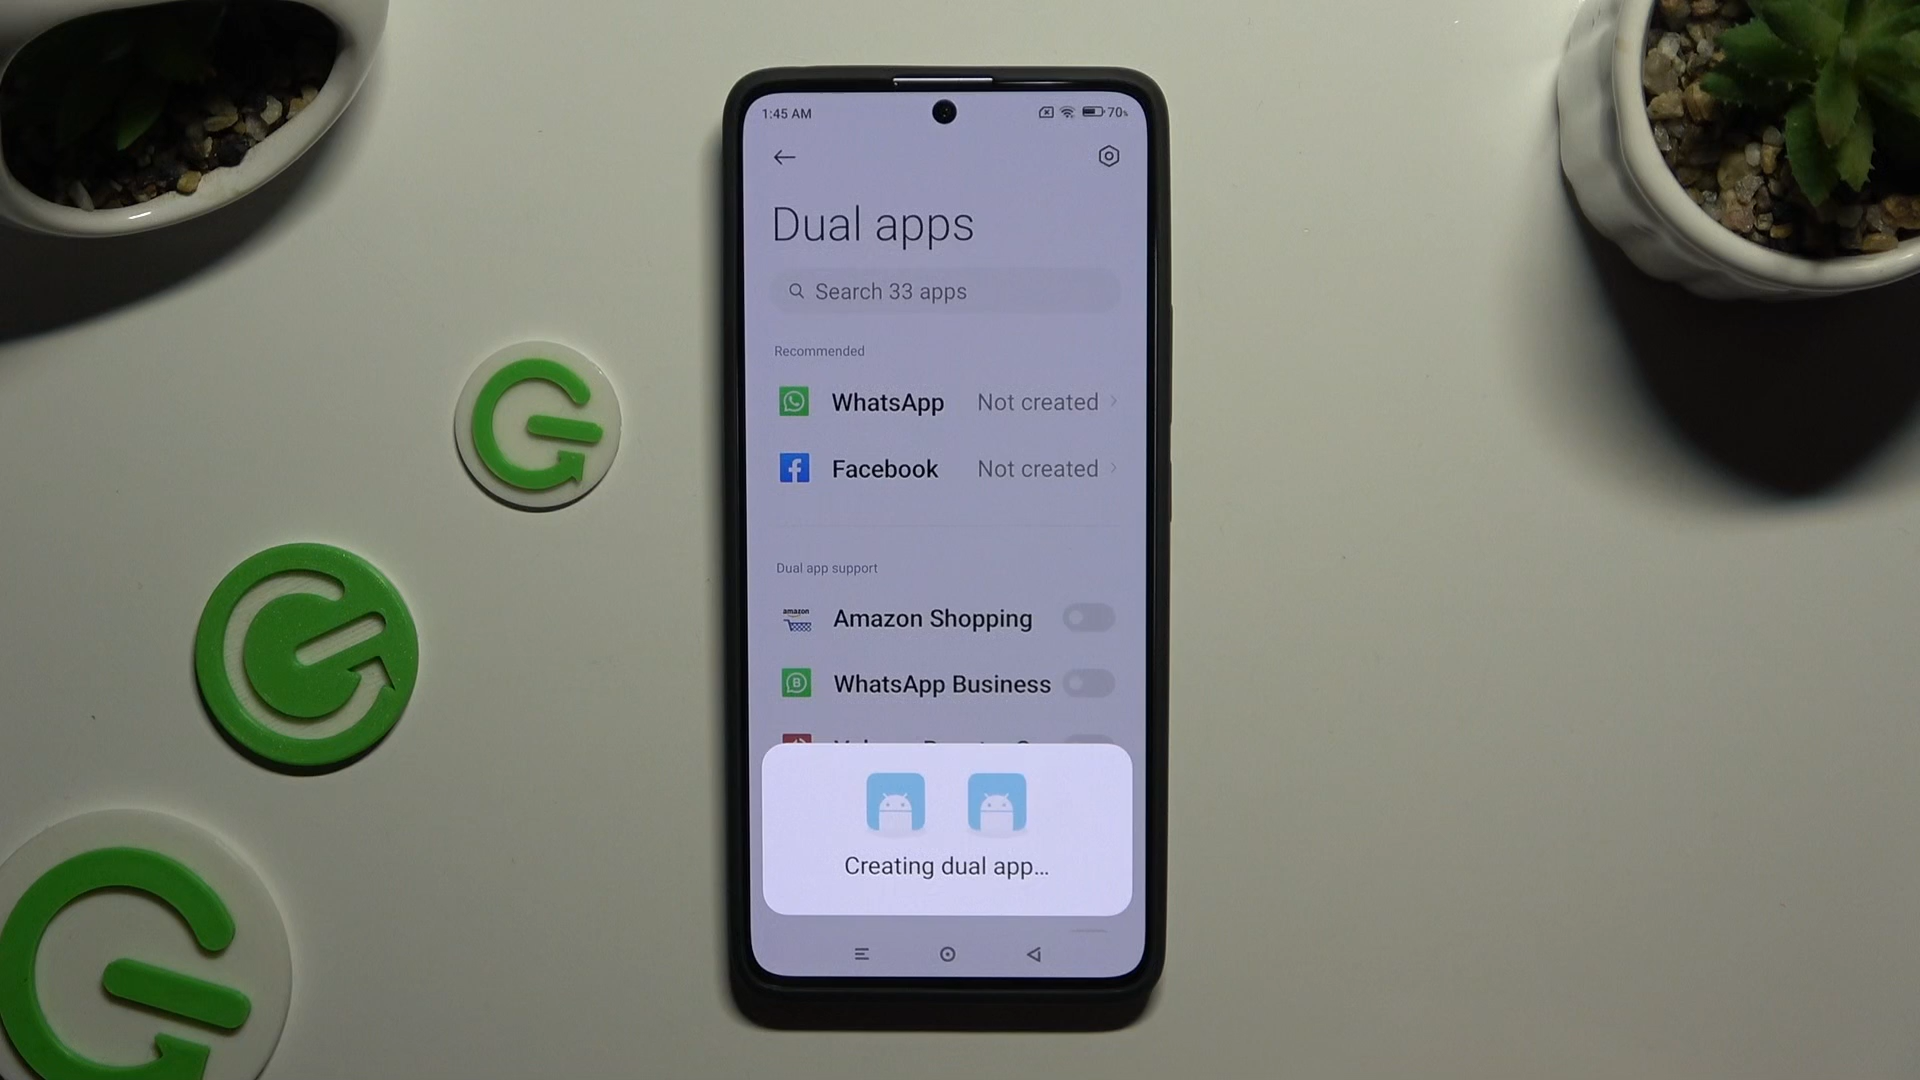 1:45 AM 70%
Dual apps
Search 33 apps
Recommended
WhatsApp Not created
Facebook Not created
Dual app support
amazon Amazon Shopping
B WhatsApp Business
Creating dual app...